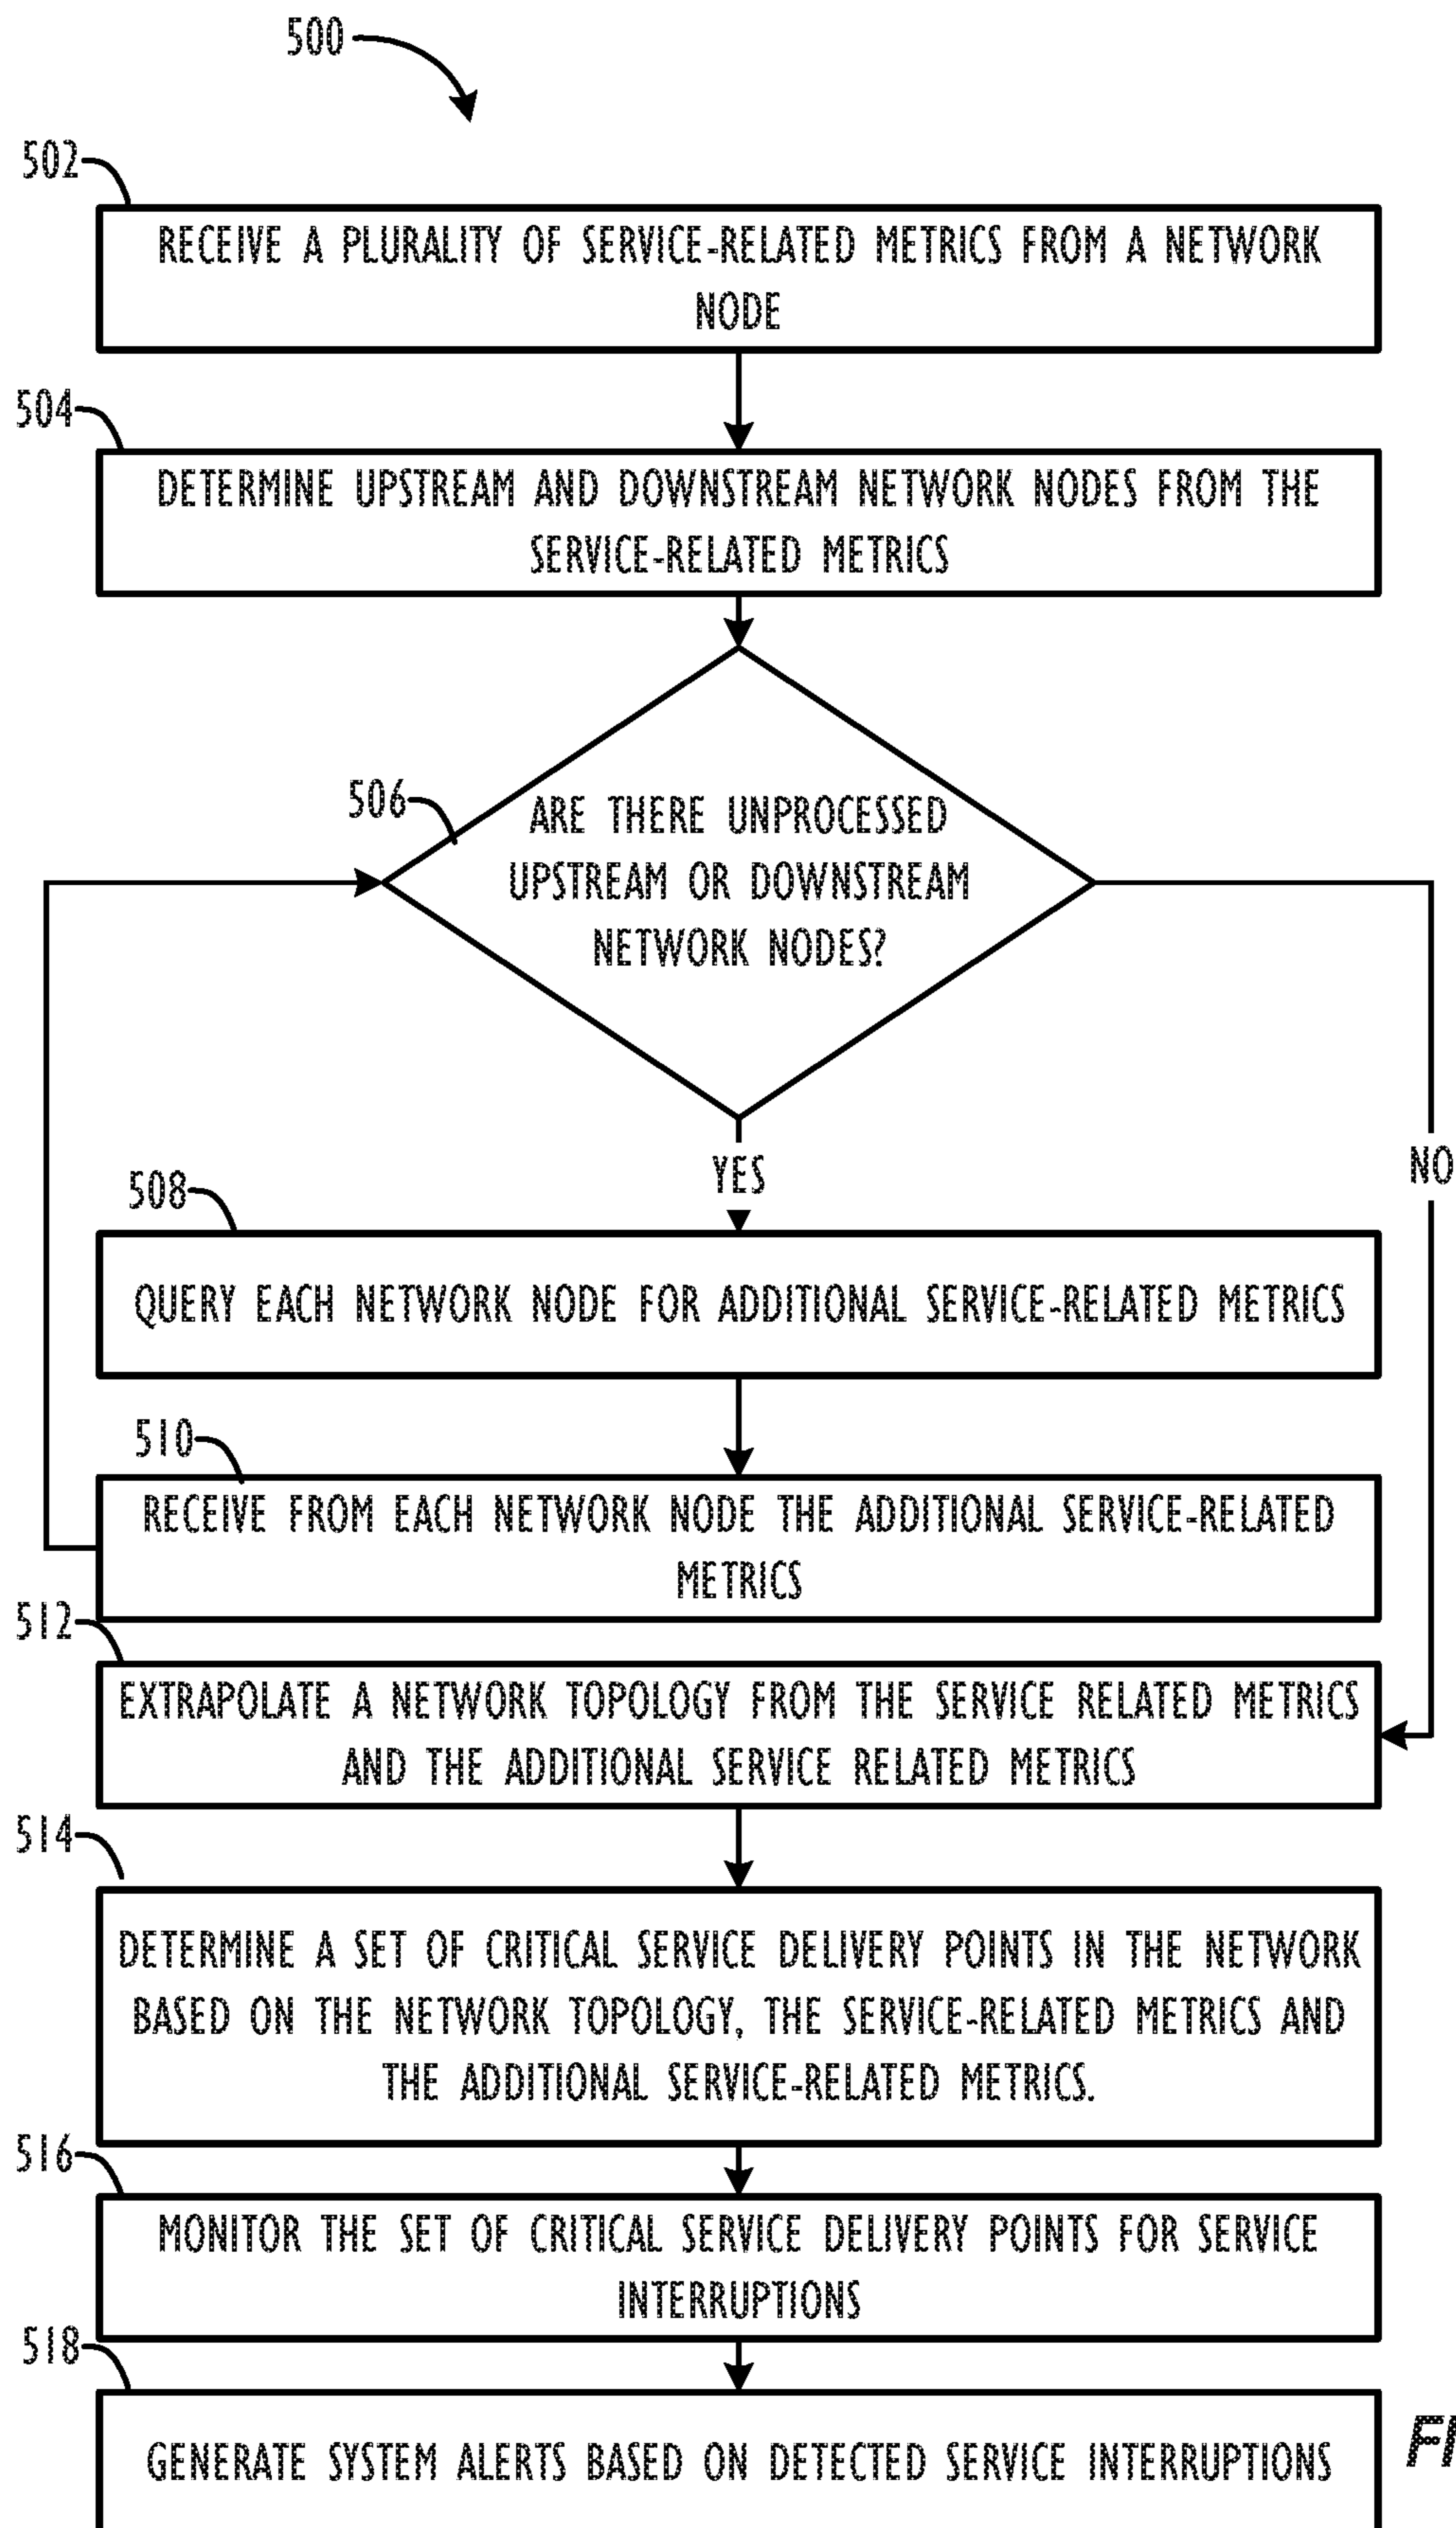 500
502
RECEIVE A PLURALITY OF SERVICE-RELATED METRICS FROM A NETWORK
NODE
504
DETERMINE UPSTREAM AND DOWNSTREAM NETWORK NODES FROM THE
SERVICE-RELATED METRICS
506
ARE THERE UNPROCESSED
UPSTREAM OR DOWNSTREAM
NETWORK NODES?
YES
NO
508
QUERY EACH NETWORK NODE FOR ADDITIONAL SERVICE-RELATED METRICS
510
RECEIVE FROM EACH NETWORK NODE THE ADDITIONAL SERVICE-RELATED
METRICS
512
EXTRAPOLATE A NETWORK TOPOLOGY FROM THE SERVICE RELATED METRICS
AND THE ADDITIONAL SERVICE RELATED METRICS
514
DETERMINE A SET OF CRITICAL SERVICE DELIVERY POINTS IN THE NETWORK
BASED ON THE NETWORK TOPOLOGY, THE SERVICE-RELATED METRICS AND
THE ADDITIONAL SERVICE-RELATED METRICS.
516
MONITOR THE SET OF CRITICAL SERVICE DELIVERY POINTS FOR SERVICE
INTERRUPTIONS
518
GENERATE SYSTEM ALERTS BASED ON DETECTED SERVICE INTERRUPTIONS